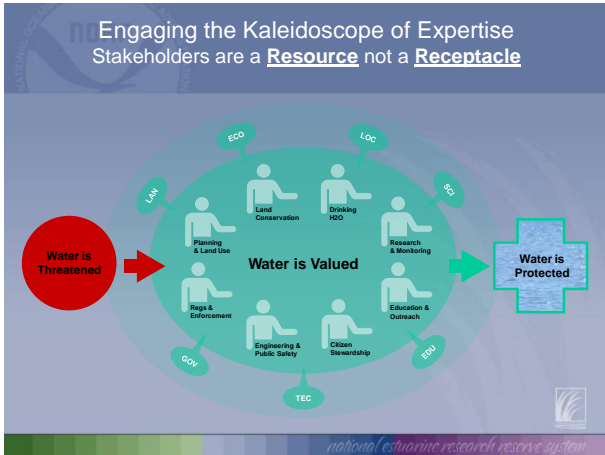 Engaging the Kaleidoscope of Expertise
Stakeholders are a Resource not a Receptacle
ECO
LOC
LAN
SCI
Land
Conservation
Drinking
H2O
Planning
& Land Use
Research
& Monitoring
Water is
Threatened
Water is Valued
Water is
Protected
Regs &
Enforcement
Education &
Outreach
Engineering &
Public Safety
Citizen
Stewardship
GOV
EDU
TEC
national estuarine research reserve system